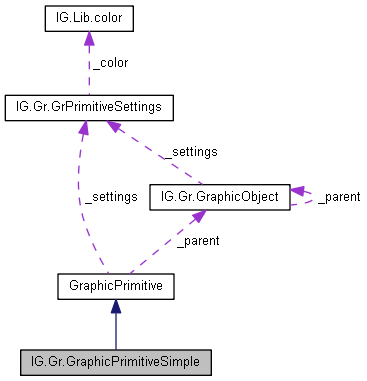 IG.Lib.color
_color
IG.Gr.GrPrimitiveSettings
_settings
IG.Gr.GraphicObject
_settings
_parent
_parent
GraphicPrimitive
IG.Gr.GraphicPrimitiveSimple